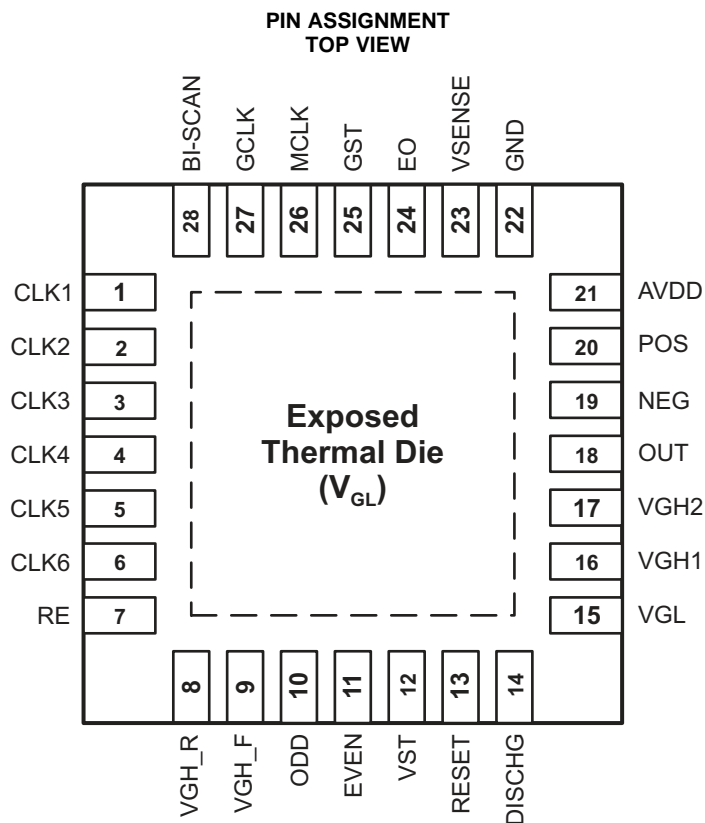 PIN ASSIGNMENT
TOP VIEW
BI-SCAN
GCLK
MCLK
GST
EO
VSENSE
GND
28
27
26
25
24
23
22
CLK1 1
CLK2 2
CLK3 3
CLK4 4
CLK5 5
CLK6 6
RE 7
Exposed
Thermal Die
(VGL)
21 AVDD
20 POS
19 NEG
18 OUT
17 VGH2
16 VGH1
15 VGL
8
9
10
11
12
13
14
VGH_R
VGH_F
ODD
EVEN
VST
RESET
DISCHG